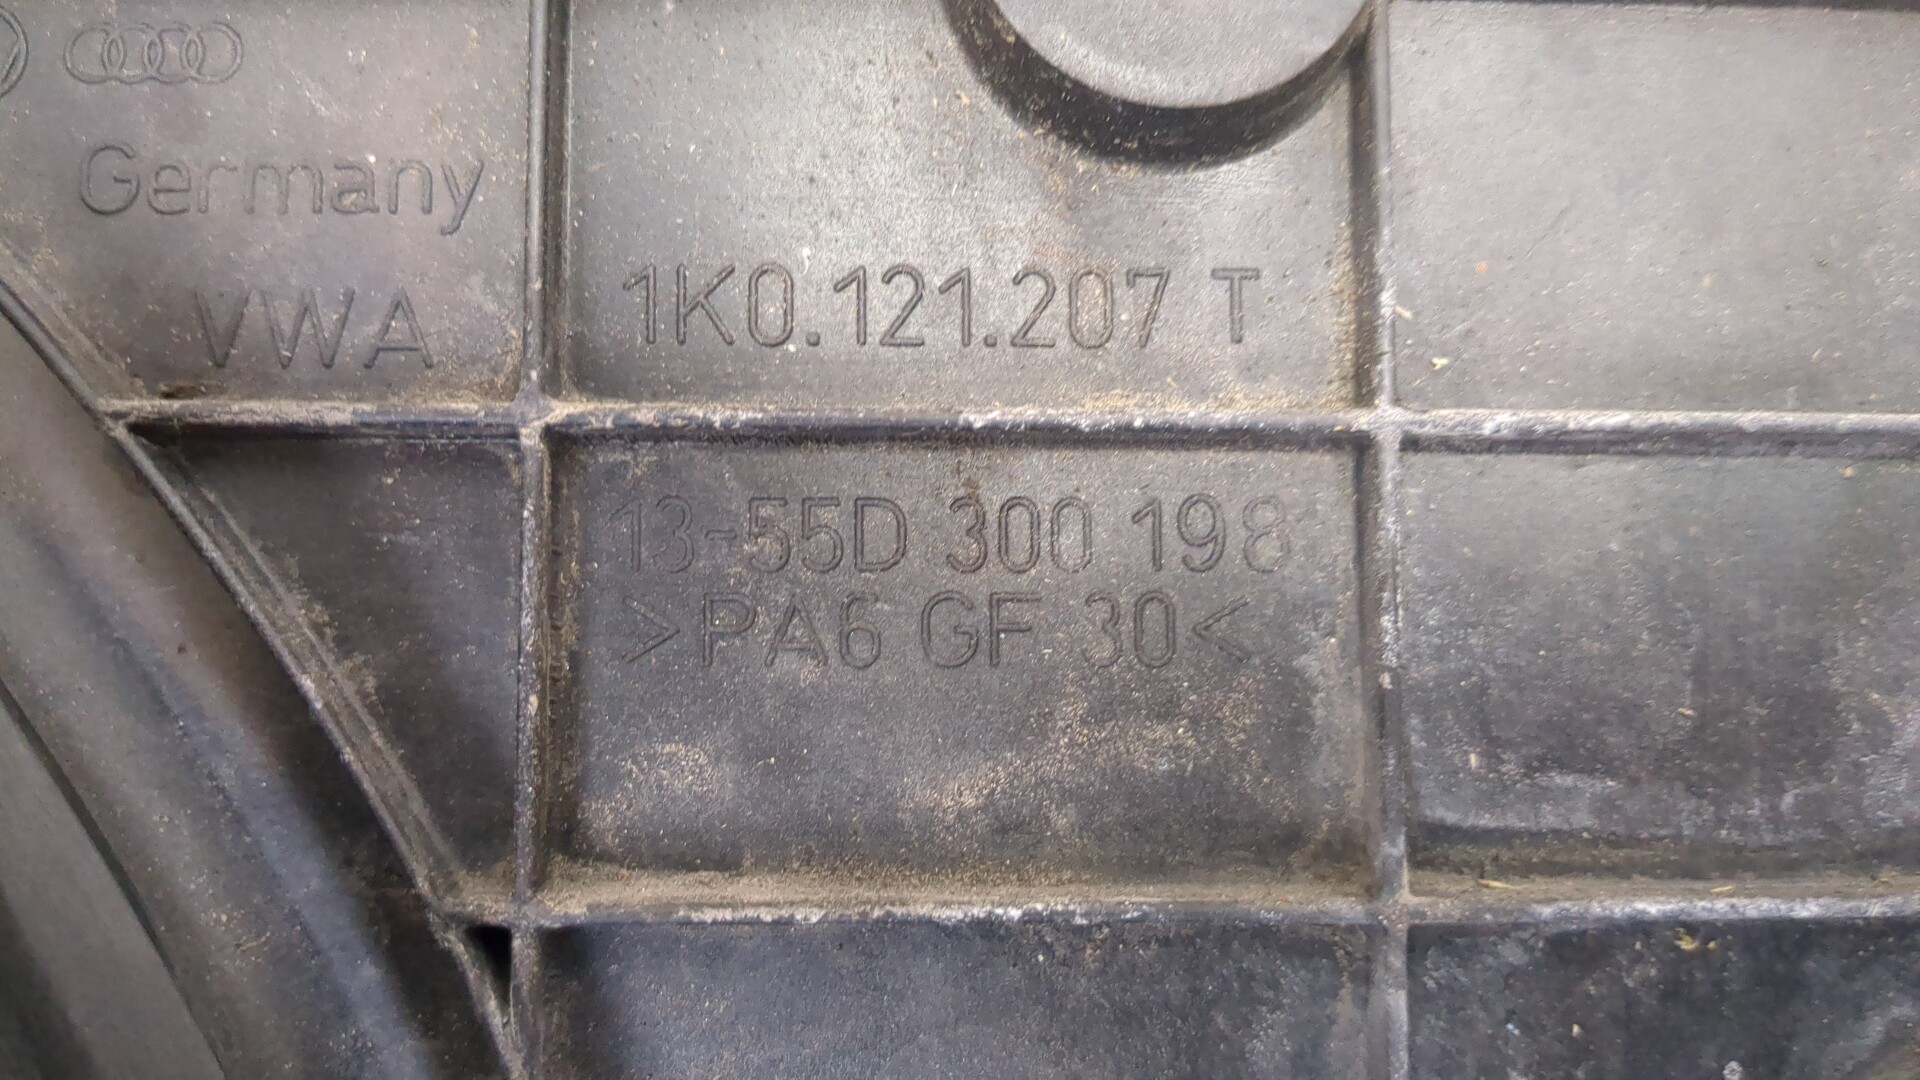 Germany
VWA
1K0.121.207 T
13-55D 300 198
>PA6 GF 30<